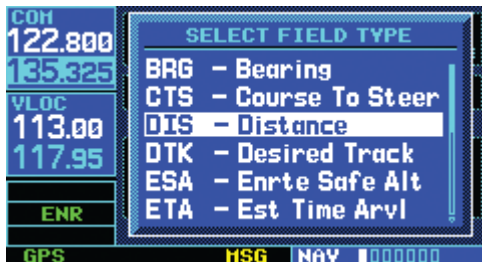 COM
122.800
135.325
VLOC
113.00
117.95
ENR
GPS
SELECT FIELD TYPE
BRG - Bearing
CTS - Course To Steer
DIS - Distance
DTK - Desired Track
ESA - Enrte Safe Alt
ETA - Est Time Arvl
MSG
NAV